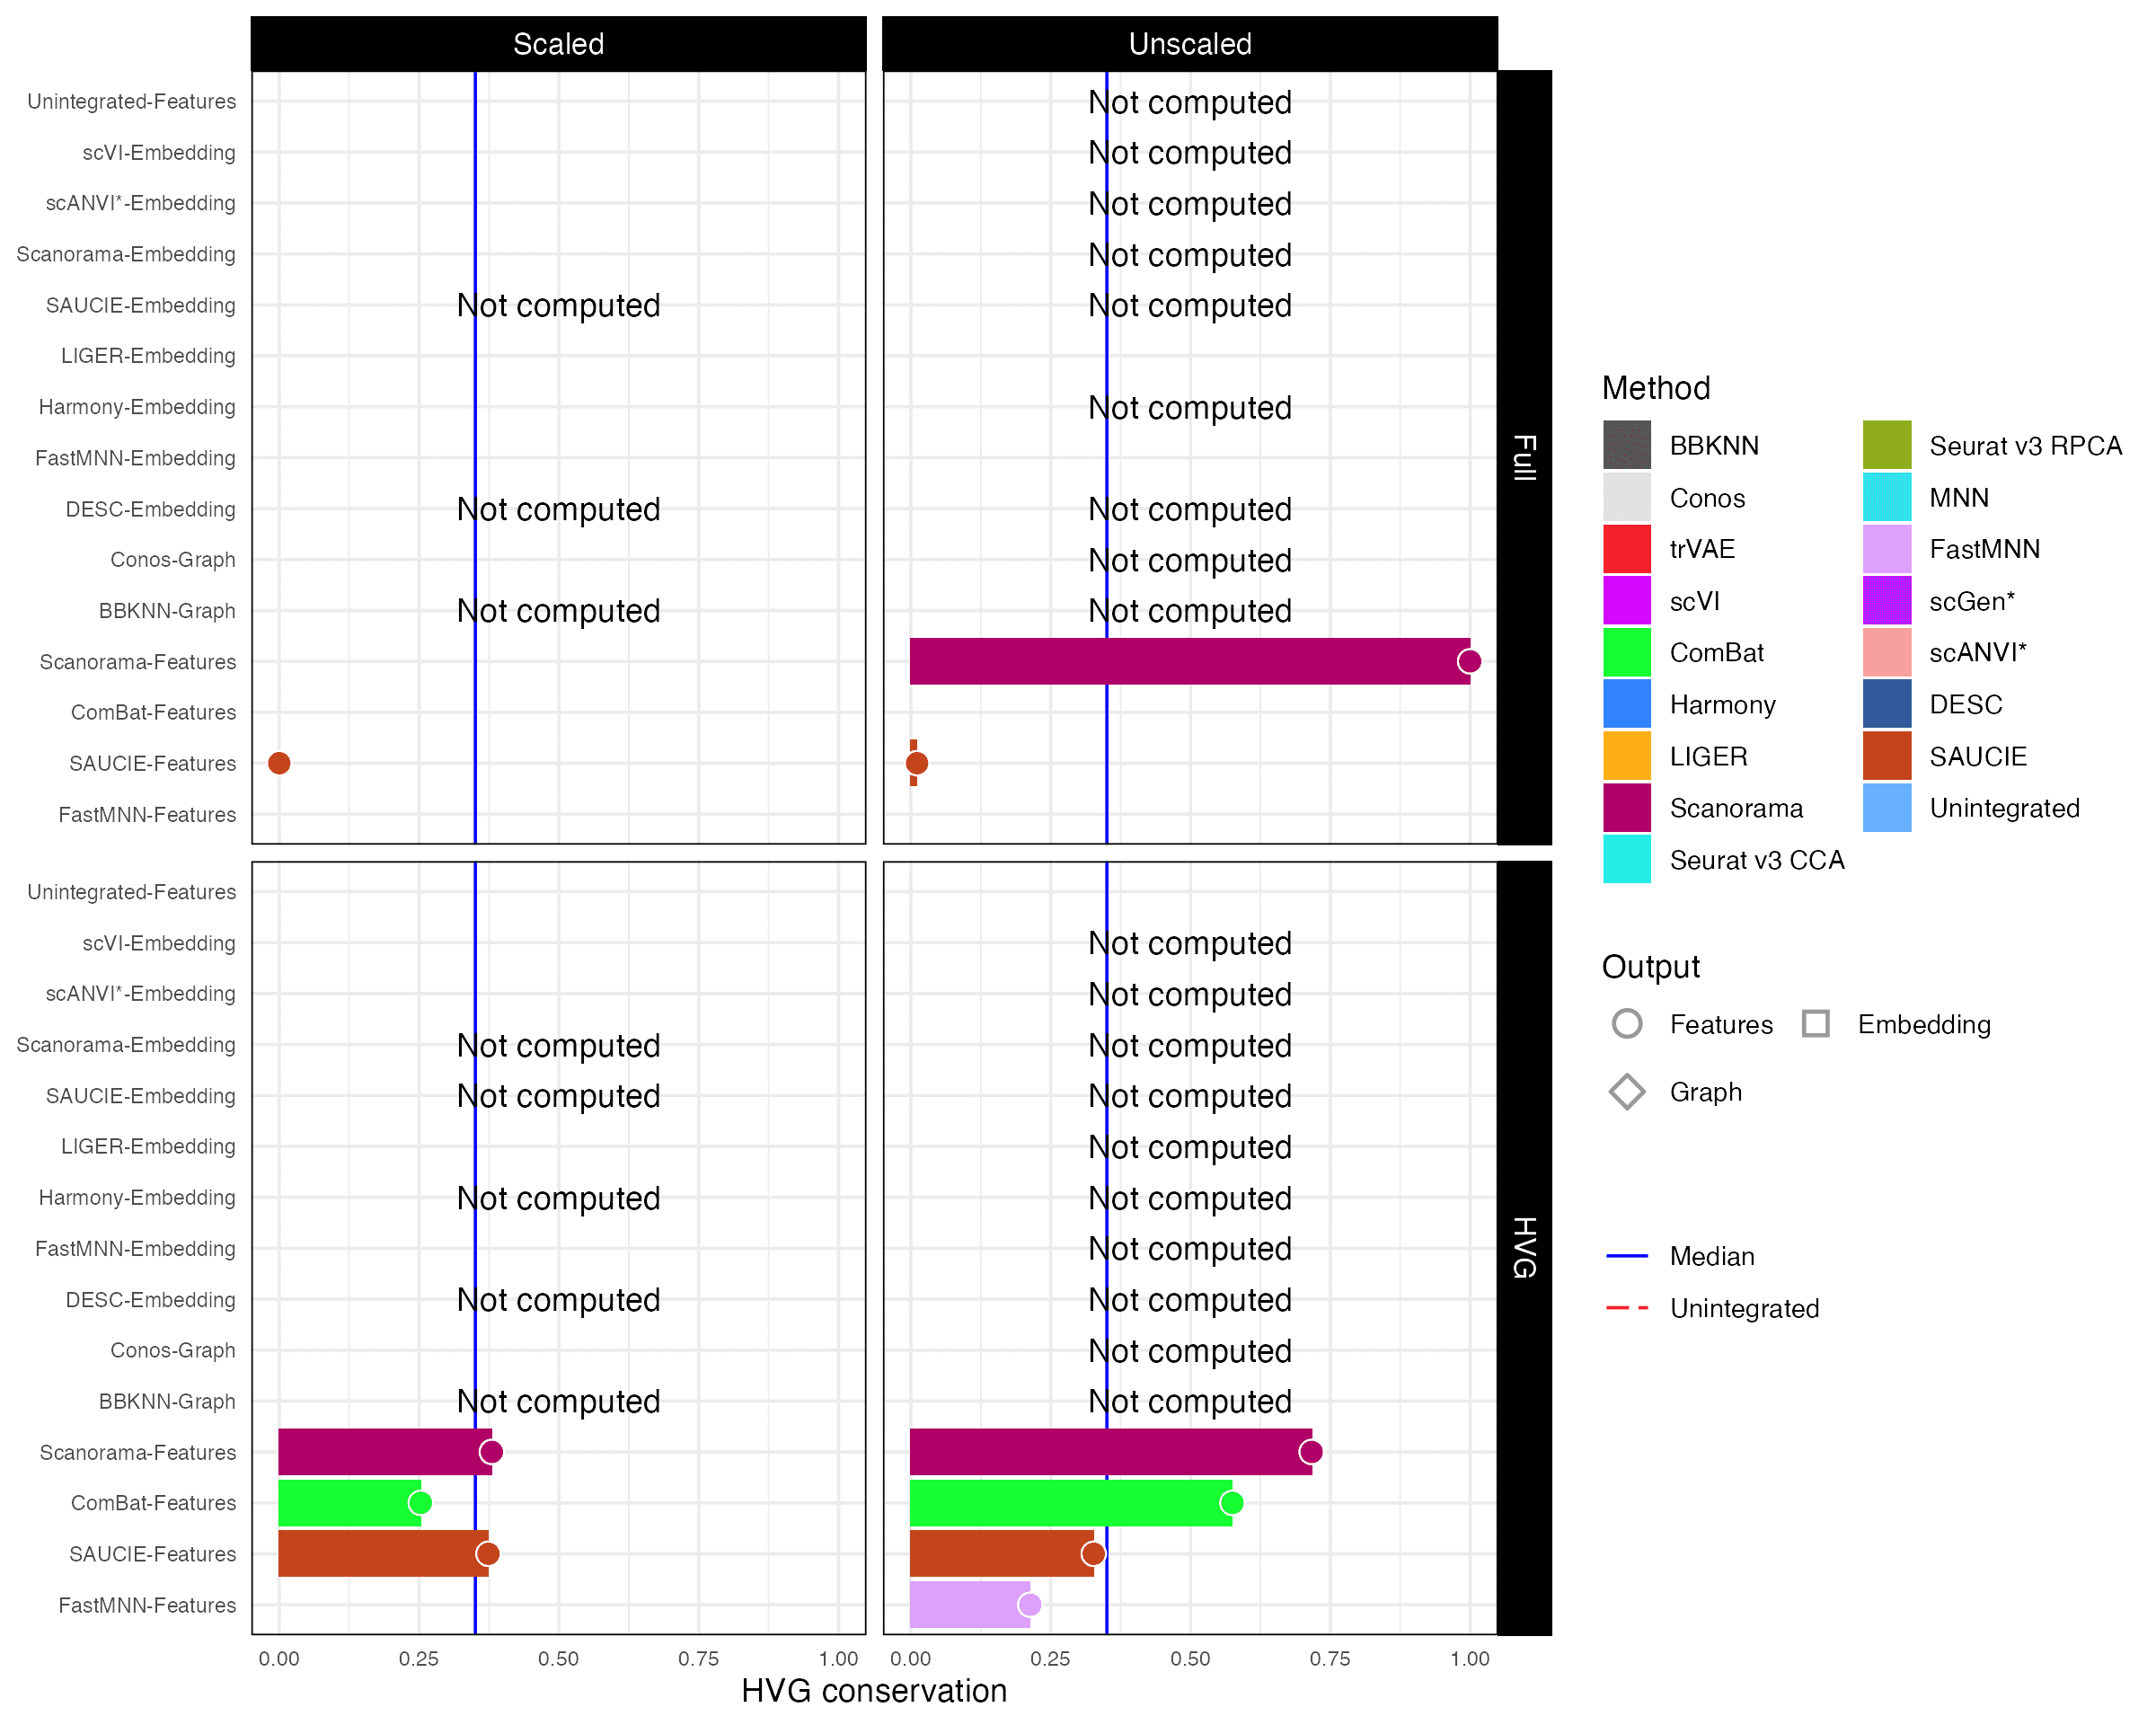 Scaled
Unscaled
Unintegrated-Features
Not computed
scVI-Embedding
Not computed
scANVI*-Embedding
Not computed
Scanorama-Embedding
Not computed
SAUCIE-Embedding
Not computed
Not computed
LIGER-Embedding
Harmony-Embedding
Not computed
FastMNN-Embedding
DESC-Embedding
Not computed
Not computed
Conos-Graph
Not computed
BBKNN-Graph
Not computed
Not computed
Scanorama-Features
ComBat-Features
SAUCIE-Features
FastMNN-Features
Full
Unintegrated-Features
scVI-Embedding
Not computed
scANVI*-Embedding
Not computed
Scanorama-Embedding
Not computed
Not computed
SAUCIE-Embedding
Not computed
Not computed
LIGER-Embedding
Not computed
Harmony-Embedding
Not computed
Not computed
FastMNN-Embedding
Not computed
DESC-Embedding
Not computed
Not computed
Conos-Graph
Not computed
BBKNN-Graph
Not computed
Not computed
Scanorama-Features
ComBat-Features
SAUCIE-Features
FastMNN-Features
HVG
0.00 0.25 0.50 0.75 1.00
0.00 0.25 0.50 0.75 1.00
HVG conservation
Method
BBKNN
Conos
trVAE
scVI
ComBat
Harmony
LIGER
Scanorama
Seurat v3 CCA
Seurat v3 RPCA
MNN
FastMNN
scGen*
scANVI*
DESC
SAUCIE
Unintegrated
Output
Features
Embedding
Graph
Median
Unintegrated